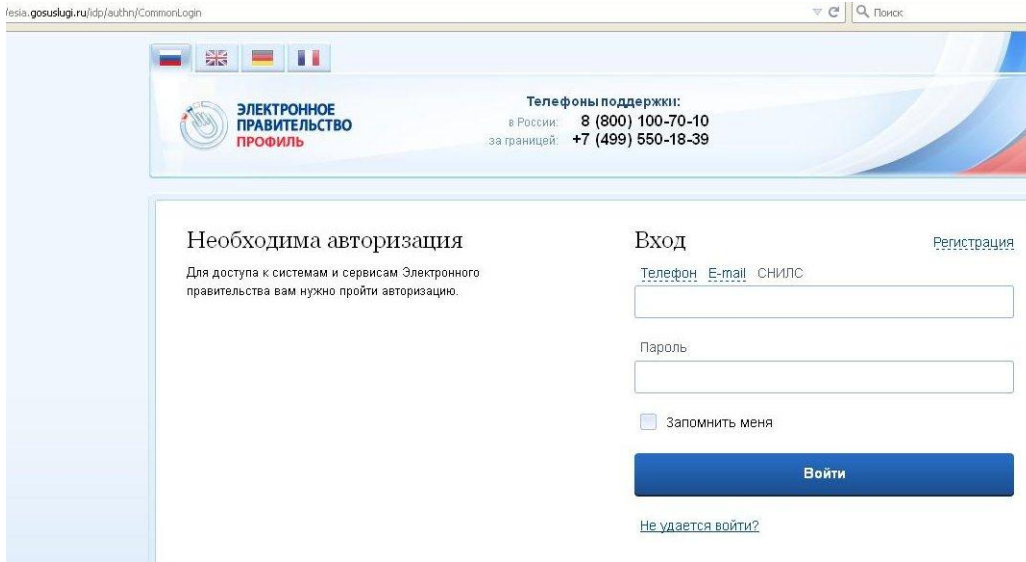 /esia.gosuslugi.ru/idp/authn/CommonLogin
Поиск
ЭЛЕКТРОННОЕ
ПРАВИТЕЛЬСТВО
ПРОФИЛЬ
Телефоны поддержки:
в России: 8 (800) 100-70-10
за границей: +7 (499) 550-18-39
Необходима авторизация
Для доступа к системам и сервисам Электронного
правительства вам нужно пройти авторизацию.
Вход
Регистрация
Телефон E-mail СНИЛС
Пароль
Запомнить меня
Войти
Не удается войти?